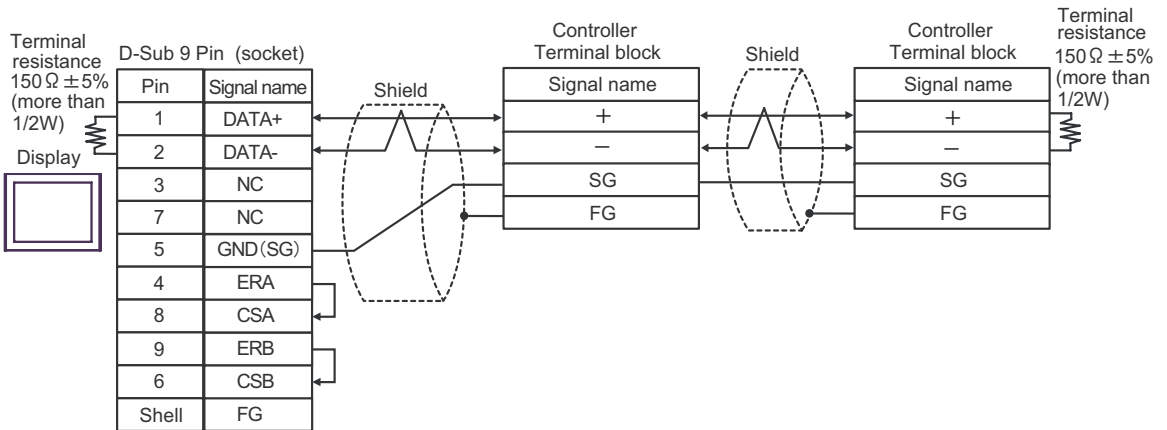 Terminal
resistance
150Ω ±5%
(more than
1/2W)
Display
D-Sub 9 Pin (socket)
Pin Signal name
1 DATA+
2 DATA-
3 NC
7 NC
5 GND(SG)
4 ERA
8 CSA
9 ERB
6 CSB
Shell FG
Shield
Controller
Terminal block
Signal name
+
−
SG
FG
Shield
Controller
Terminal block
Signal name
+
−
SG
FG
Terminal
resistance
150Ω ±5%
(more than
1/2W)